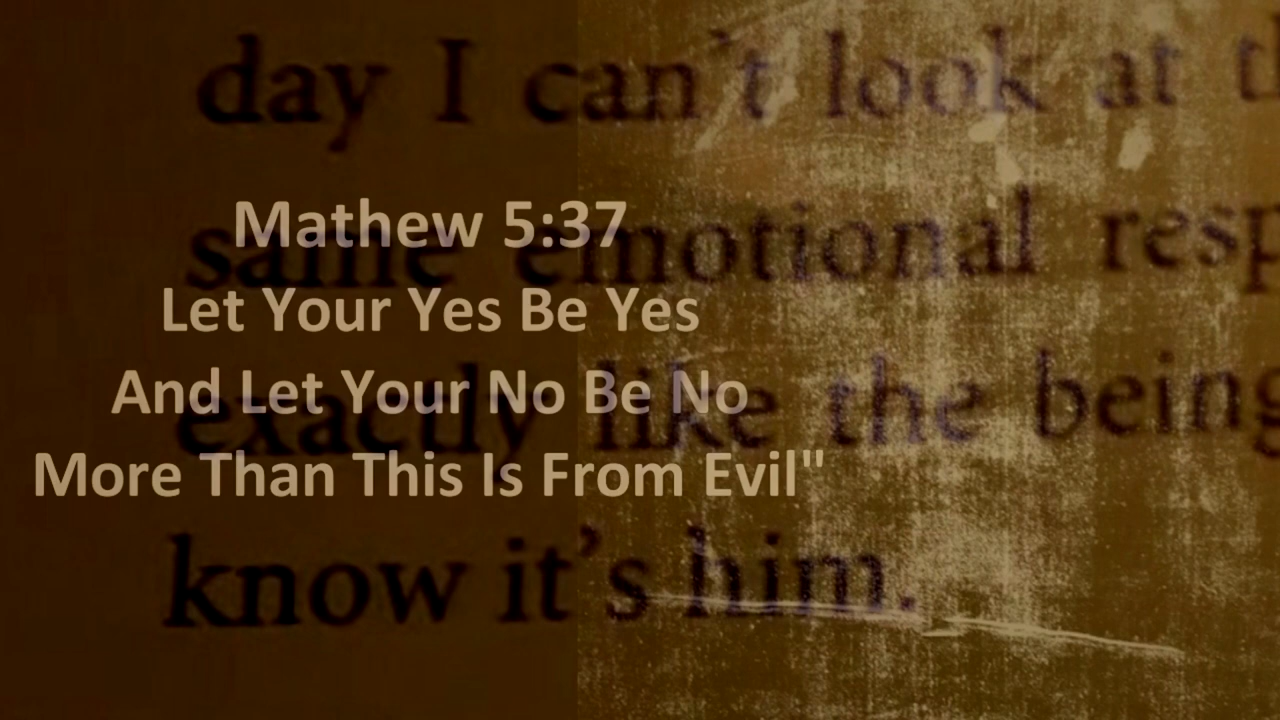 day I can't look at
Mathew 5:37
same emotional
Let Your Yes Be Yes
And Let Your No Be No
exactly like the being
More Than This Is From Evil"
know it's him.